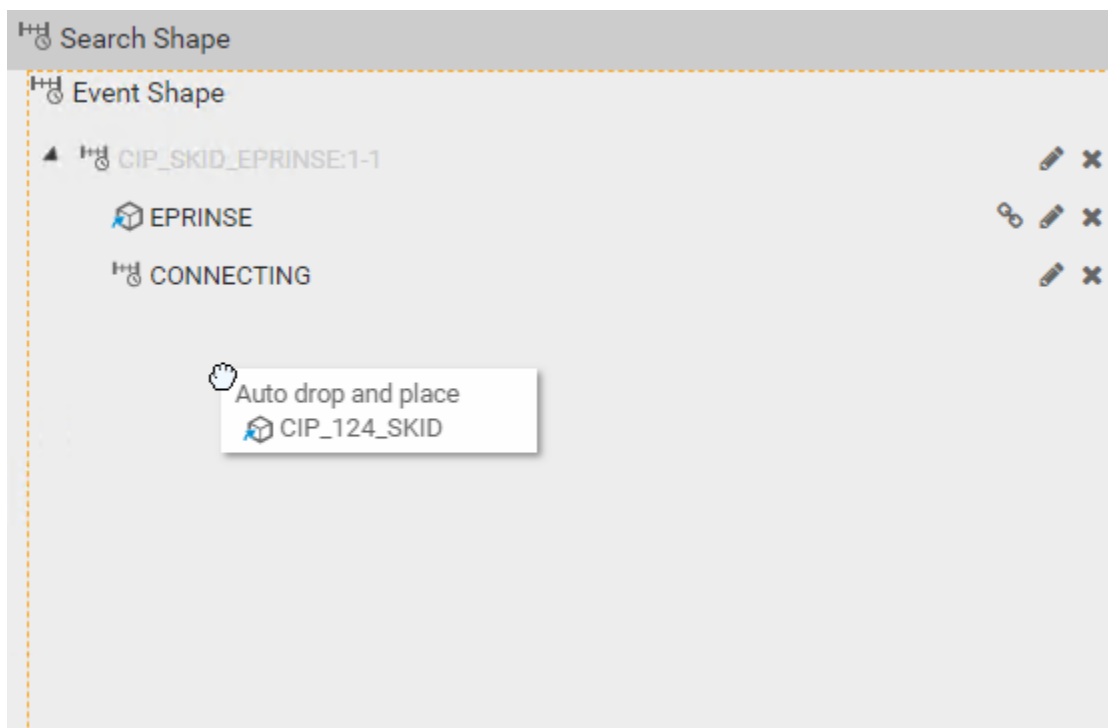 Search Shape
Event Shape
CIP_SKID_EPRINSE:1-1
EPRINSE
CONNECTING
Auto drop and place
CIP_124_SKID